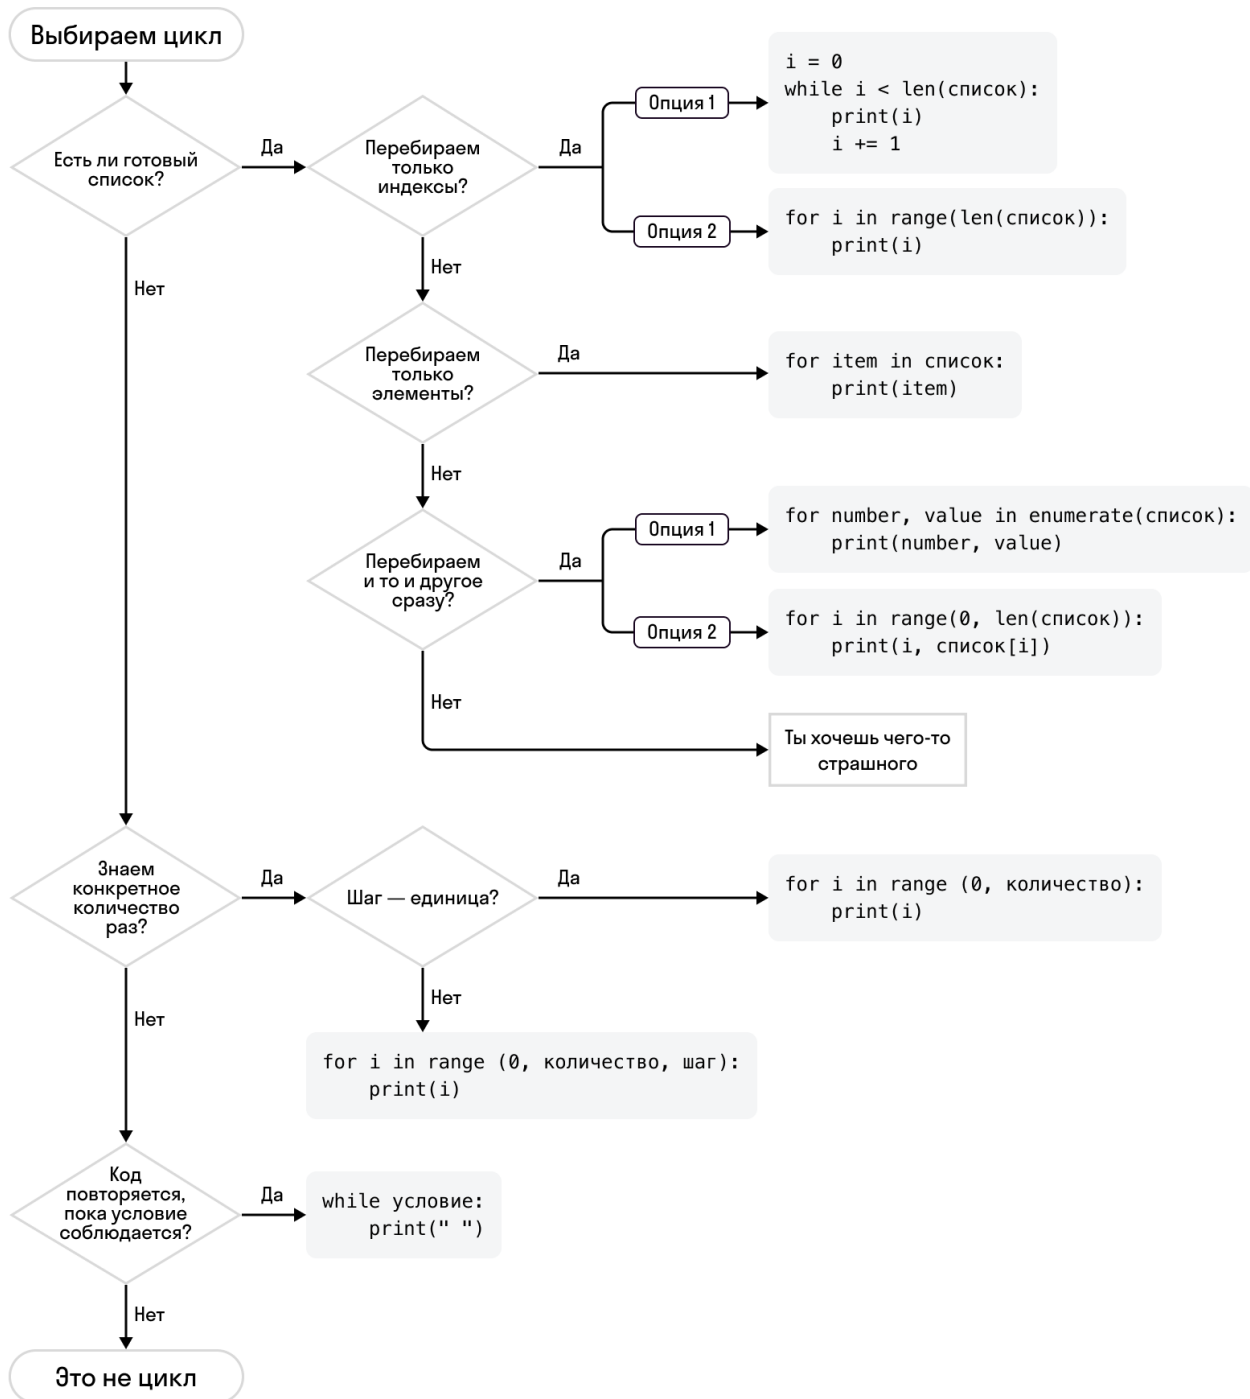 Выбираем цикл
Есть ли готовый
список?
Да
Перебираем
только
индексы?
Да
Опция 1
i = 0
while i < len(список):
    print(i)
    i += 1
Опция 2
for i in range(len(список)):
    print(i)
Нет
Нет
Перебираем
только
элементы?
Да
for item in список:
    print(item)
Нет
Перебираем
и то и другое
сразу?
Да
Опция 1
for number, value in enumerate(список):
    print(number, value)
Опция 2
for i in range(0, len(список)):
    print(i, список[i])
Нет
Ты хочешь чего-то
страшного
Знаем
конкретное
количество
раз?
Да
Шаг — единица?
Да
for i in range (0, количество):
    print(i)
Нет
Нет
for i in range (0, количество, шаг):
    print(i)
Код
повторяется,
пока условие
соблюдается?
Да
while условие:
    print(" ")
Нет
Это не цикл